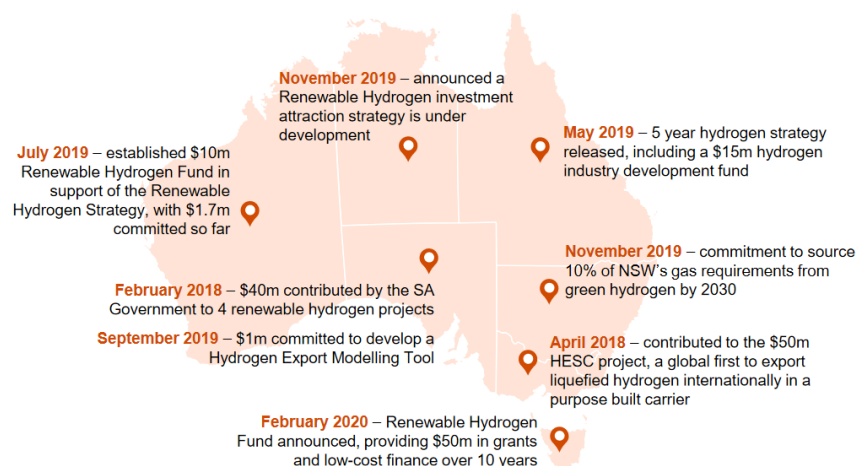 November 2019 – announced a
Renewable Hydrogen investment
attraction strategy is under
development
May 2019 – 5 year hydrogen strategy
released, including a $15m hydrogen
industry development fund
July 2019 – established $10m
Renewable Hydrogen Fund in
support of the Renewable
Hydrogen Strategy, with $1.7m
committed so far
November 2019 – commitment to source
10% of NSW's gas requirements from
green hydrogen by 2030
February 2018 – $40m contributed by the SA
Government to 4 renewable hydrogen projects
September 2019 – $1m committed to develop a
Hydrogen Export Modelling Tool
April 2018 – contributed to the $50m
HESC project, a global first to export
liquefied hydrogen internationally in a
purpose built carrier
February 2020 – Renewable Hydrogen
Fund announced, providing $50m in grants
and low-cost finance over 10 years